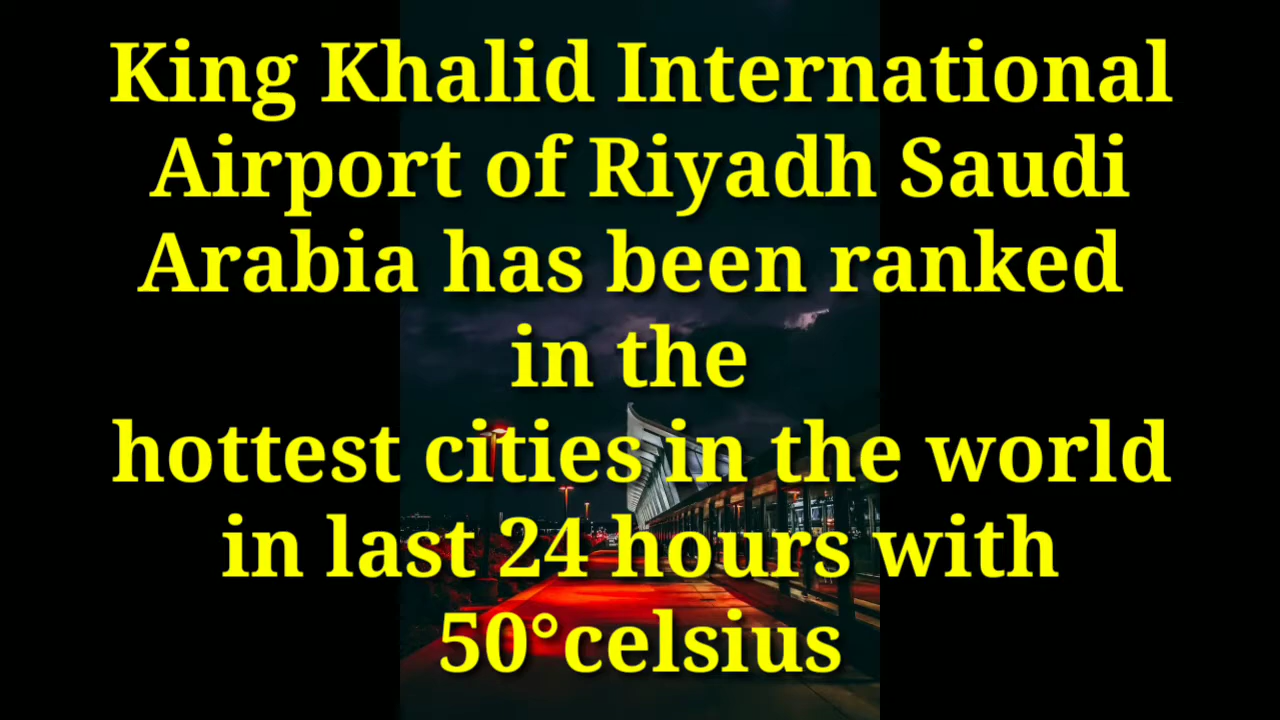 King Khalid International
Airport of Riyadh Saudi
Arabia has been ranked
in the
hottest cities in the world
in last 24 hours with
50°celsius